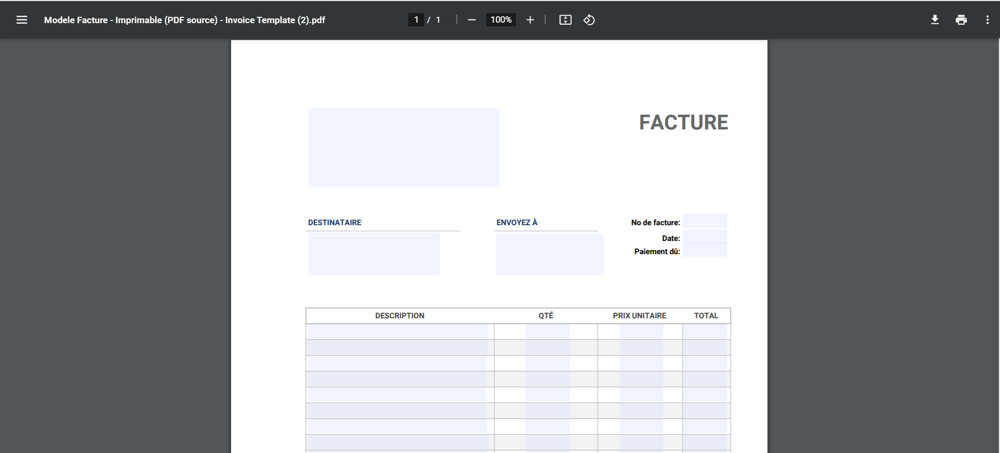 Modele Facture - Imprimable (PDF source) - Invoice Template (2).pdf
1 / 1
100%
FACTURE
DESTINATAIRE
ENVOYEZ À
No de facture:
Date:
Paiement dû:
DESCRIPTION QTÉ PRIX UNITAIRE TOTAL